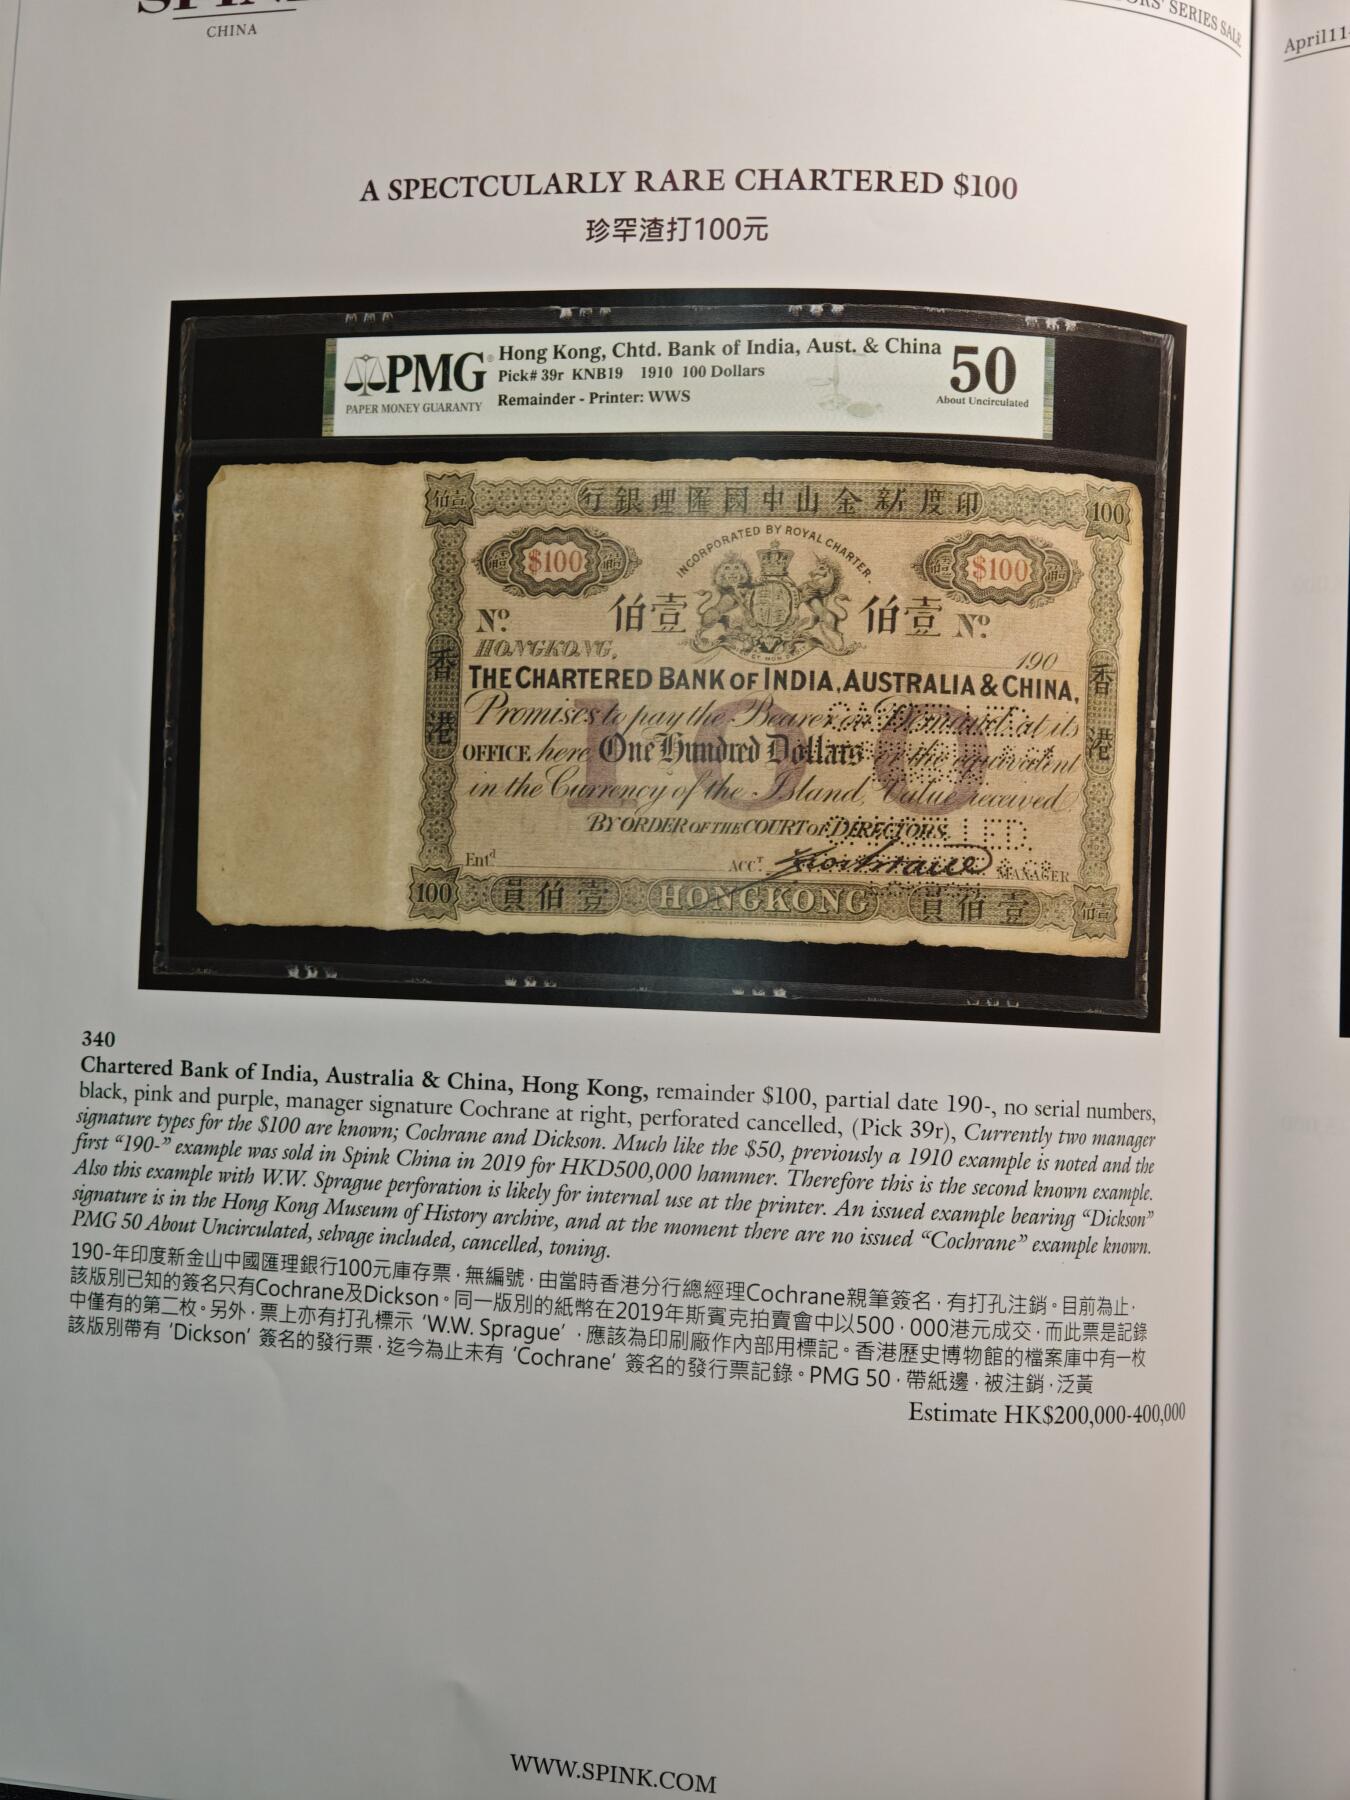 CHINA
SERIES SALE
April11
A SPECTCULARLY RARE CHARTERED $100
珍罕渣打100元
PMG
PAPER MONEY GUARANTY
Hong Kong, Chtd. Bank of India, Aust. & China
Pick# 39r KNB19 1910 100 Dollars
Remainder - Printer: WWS
50
About Uncirculated
伯壹
行銀理匯國中山金新度印
100
$100
INCORPORATED BY ROYAL CHARTER.
$100
Nº
伯壹
伯壹
Nº
HONGKONG,
190
香港
香港
THE CHARTERED BANK OF INDIA, AUSTRALIA & CHINA,
Promises to pay the Bearer on Demand at its
OFFICE here One Hundred Dollars or the equivalent
in the Currency of the Island, Value received
100
BY ORDER OF THE COURT OF DIRECTORS.
Entd
ACCT
MANAGER
100
員伯壹
HONGKONG
員伯壹
伯壹
340
Chartered Bank of India, Australia & China, Hong Kong, remainder $100, partial date 190-, no serial numbers,
black, pink and purple, manager signature Cochrane at right, perforated cancelled, (Pick 39r), Currently two manager
signature types for the $100 are known; Cochrane and Dickson. Much like the $50, previously a 1910 example is noted and the
first “190-” example was sold in Spink China in 2019 for HKD500,000 hammer. Therefore this is the second known example.
Also this example with W.W. Sprague perforation is likely for internal use at the printer. An issued example bearing “Dickson”
signature is in the Hong Kong Museum of History archive, and at the moment there are no issued “Cochrane” example known.
PMG 50 About Uncirculated, selvage included, cancelled, toning.
190-年印度新金山中國匯理銀行100元庫存票，無編號，由當時香港分行總經理Cochrane親筆簽名，有打孔注銷。目前為止，
該版別已知的簽名只有Cochrane及Dickson。同一版別的紙幣在2019年斯賓克拍賣會中以500，000港元成交，而此票是記錄
中僅有的第二枚。另外，票上亦有打孔標示‘W.W. Sprague’，應該為印刷廠作內部用標記。香港歷史博物館的檔案庫中有一枚
該版別帶有‘Dickson’簽名的發行票，迄今為止未有‘Cochrane’簽名的發行票記錄。PMG 50，帶紙邊，被注銷，泛黃
Estimate HK$200,000-400,000
WWW.SPINK.COM